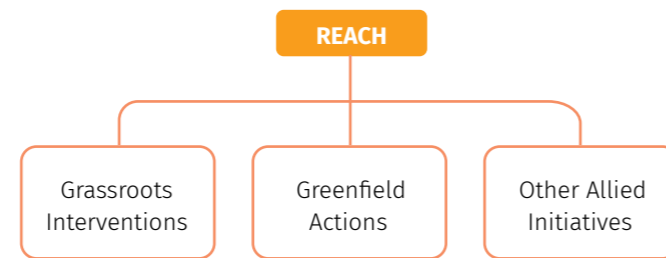 REACH
Grassroots
Interventions
Greenfield
Actions
Other Allied
Initiatives